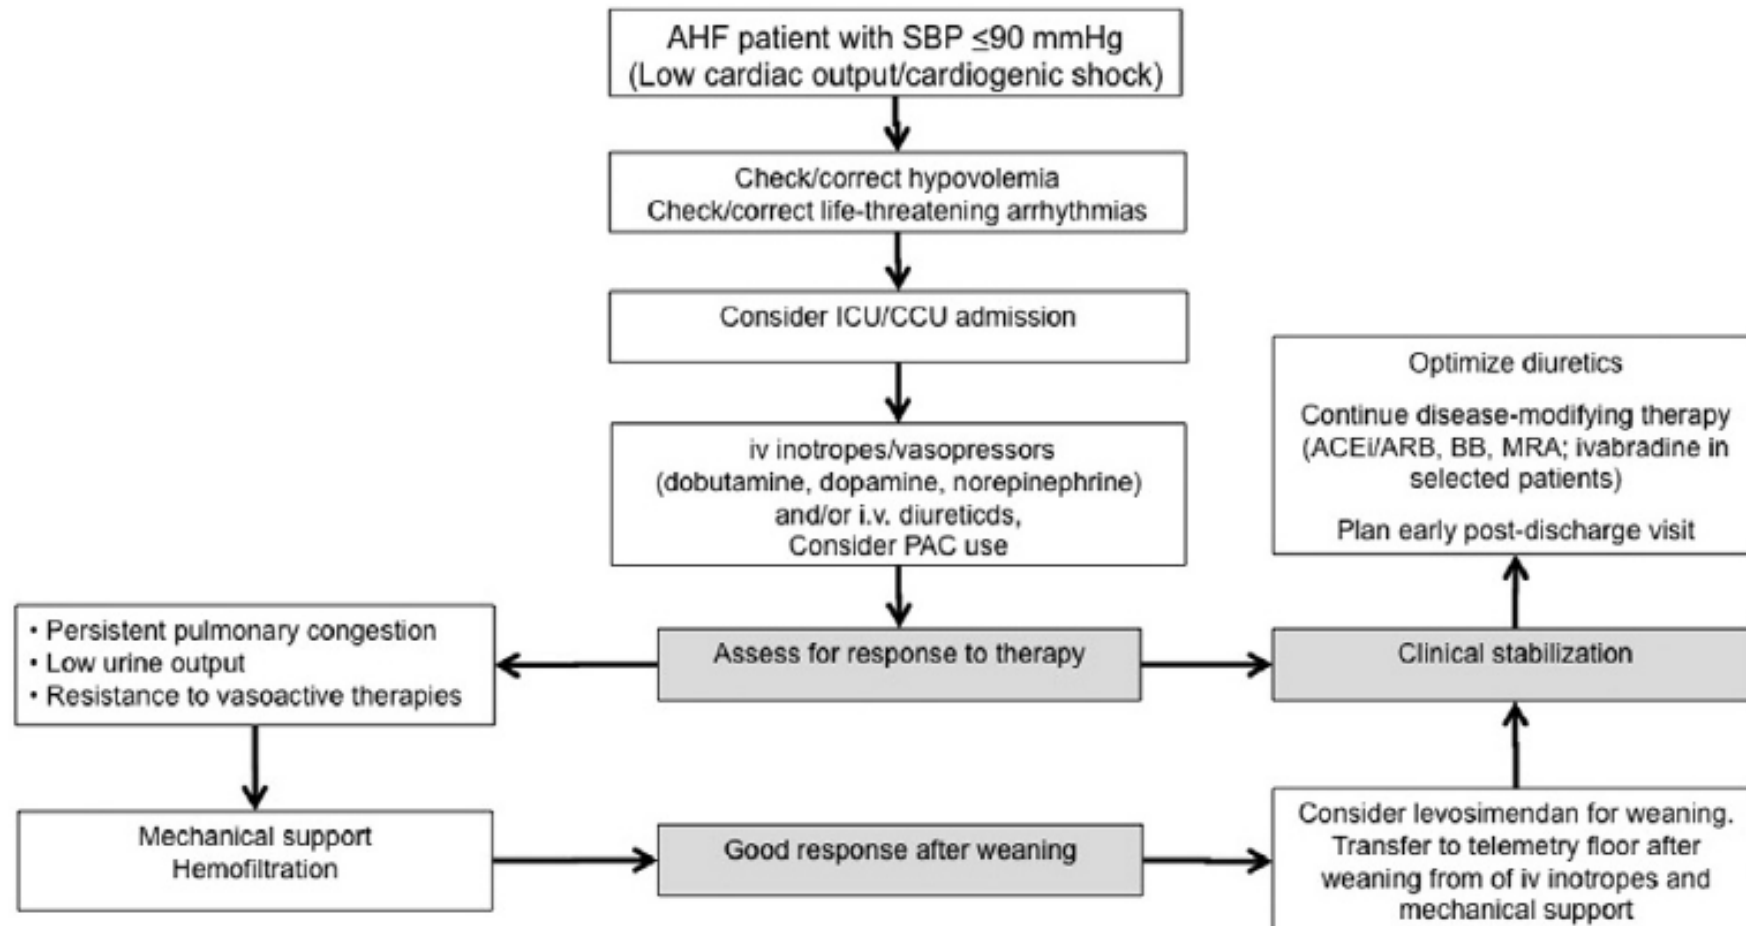 AHF patient with SBP ≤90 mmHg
(Low cardiac output/cardiogenic shock)
Check/correct hypovolemia
Check/correct life-threatening arrhythmias
Consider ICU/CCU admission
iv inotropes/vasopressors
(dobutamine, dopamine, norepinephrine)
and/or i.v. diureticds,
Consider PAC use
Assess for response to therapy
• Persistent pulmonary congestion
• Low urine output
• Resistance to vasoactive therapies
Mechanical support
Hemofiltration
Good response after weaning
Consider levosimendan for weaning.
Transfer to telemetry floor after
weaning from of iv inotropes and
mechanical support
Clinical stabilization
Optimize diuretics
Continue disease-modifying therapy
(ACEi/ARB, BB, MRA; ivabradine in
selected patients)
Plan early post-discharge visit